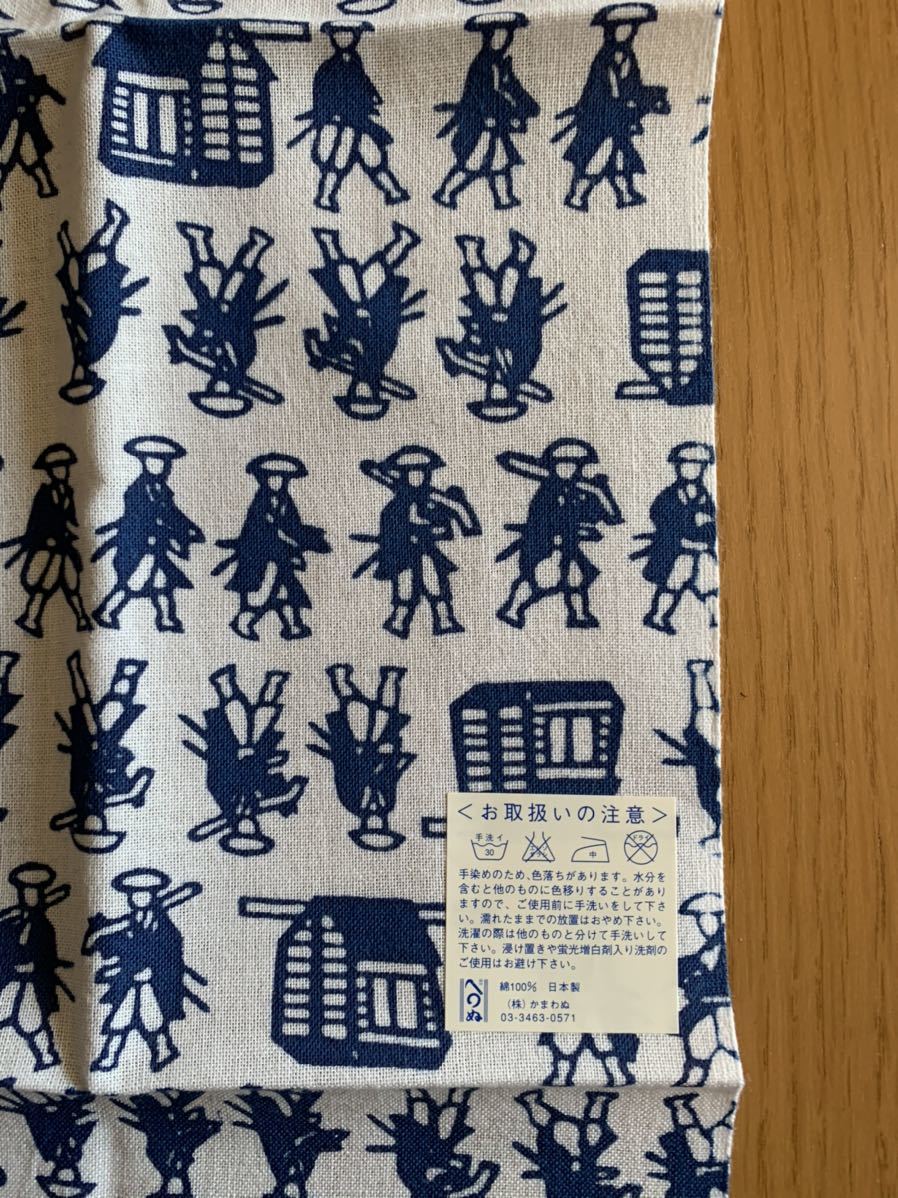 <お取扱いの注意>
手洗イ
30
エンソ
中
ドライ
手染めのため、色落ちがあります。水分を
含むと他のものに色移りすることがあり
ますので、ご使用前に手洗いをして下さ
い。濡れたままでの放置はおやめ下さい。
洗濯の際は他のものと分けて手洗いして
下さい。浸け置きや蛍光増白剤入り洗剤の
ご使用はお避け下さい。
綿100% 日本製
(株)かまわぬ
03-3463-0571